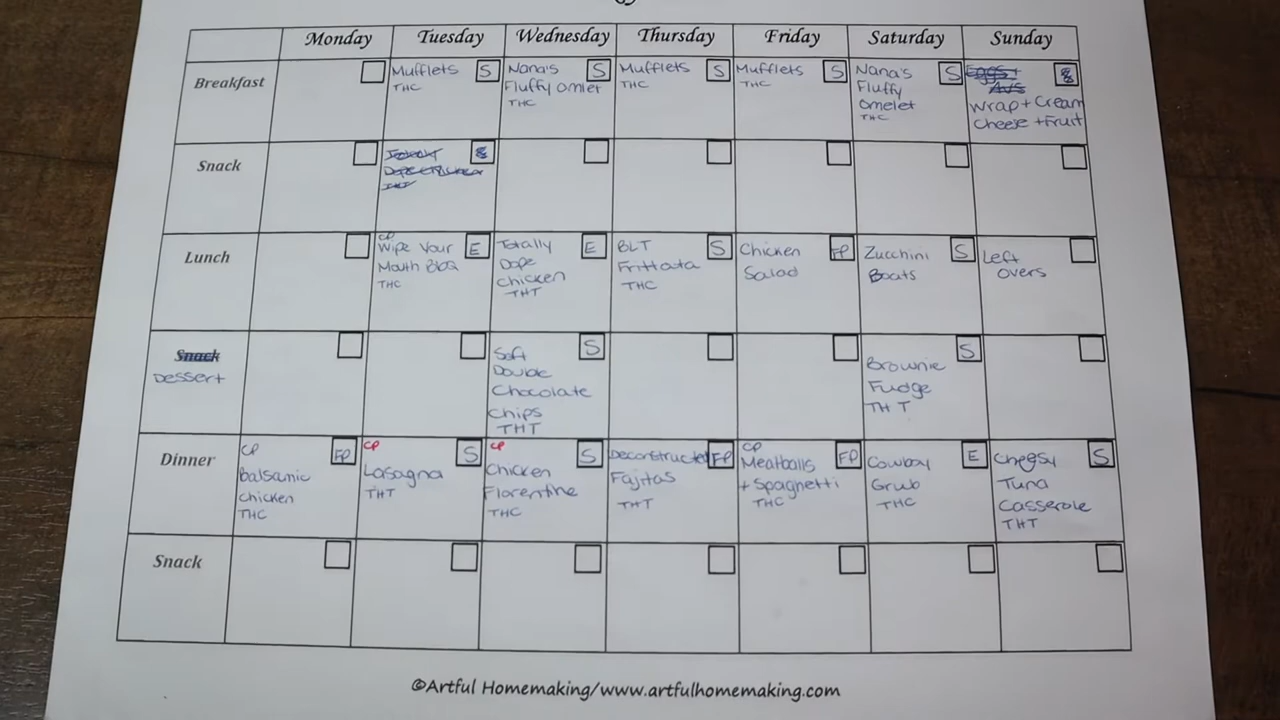 Monday Tuesday Wednesday Thursday Friday Saturday Sunday
Breakfast
Mufflets S
THC
Nana's S
Fluffy omlet
THC
Mufflets S
THC
Mufflets S
THC
Nana's S
Fluffy
omelet
THC
Wrap + Cream
Cheese + Fruit
Snack
Lunch
CP
Wipe Your E
Mouth BBQ
THC
Totally E
Dope
Chicken
THT
BLT S
Frittata
THC
Chicken FP
Salad
Zucchini S
Boats
Left
overs
Snack
Dessert
Soft S
Double
Chocolate
Chips
THT
Brownie S
Fudge
THT
Dinner
CP FP
Balsamic
Chicken
THC
CP S
Lasagna
THT
CP S
Chicken
Florentine
THC
Deconstructed FP
Fajitas
THT
CP FP
Meatballs
+ Spaghetti
THC
Cowboy E
Grub
THC
Cheesy S
Tuna
Casserole
THT
Snack
©Artful Homemaking/www.artfulhomemaking.com